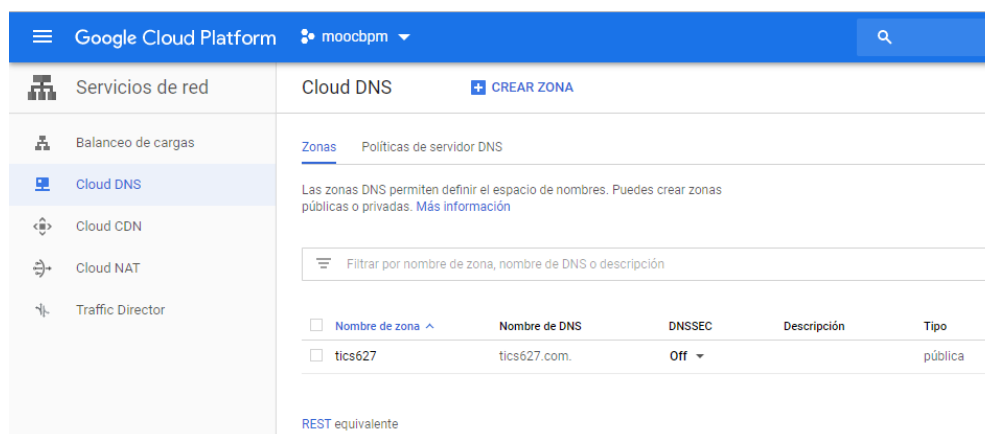 Google Cloud Platform moocbpm
Servicios de red
Cloud DNS CREAR ZONA
Balanceo de cargas
Cloud DNS
Cloud CDN
Cloud NAT
Traffic Director
Zonas Políticas de servidor DNS
Las zonas DNS permiten definir el espacio de nombres. Puedes crear zonas
públicas o privadas. Más información
Filtrar por nombre de zona, nombre de DNS o descripción
Nombre de zona Nombre de DNS DNSSEC Descripción Tipo
tics627 tics627.com. Off pública
REST equivalente